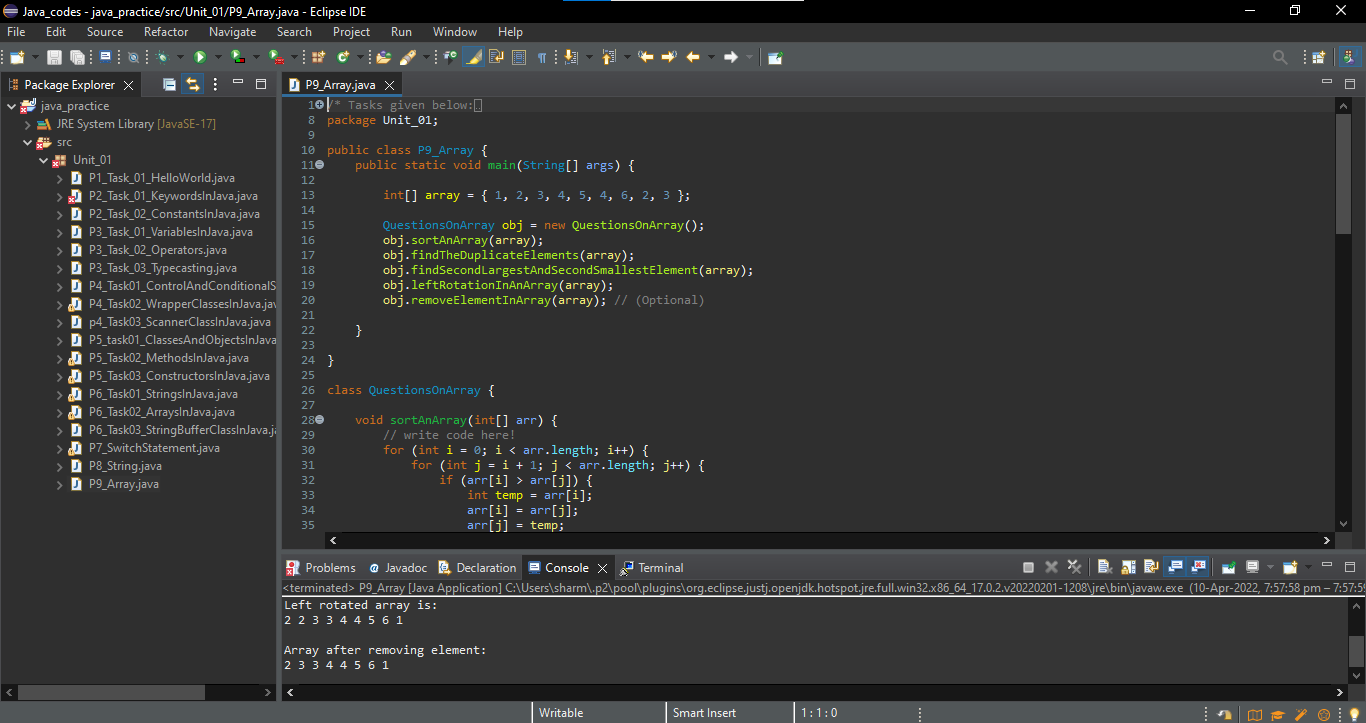 Java_codes - java_practice/src/Unit_01/P9_Array.java - Eclipse IDE
File Edit Source Refactor Navigate Search Project Run Window Help
Package Explorer
java_practice
JRE System Library [JavaSE-17]
src
Unit_01
P1_Task_01_HelloWorld.java
P2_Task_01_KeywordsInJava.java
P2_Task_02_ConstantsInJava.java
P3_Task_01_VariablesInJava.java
P3_Task_02_Operators.java
P3_Task_03_Typecasting.java
P4_Task01_ControlAndConditionalS
P4_Task02_WrapperClassesInJava.jav
p4_Task03_ScannerClassInJava.java
P5_task01_ClassesAndObjectsInJava
P5_Task02_MethodsInJava.java
P5_Task03_ConstructorsInJava.java
P6_Task01_StringsInJava.java
P6_Task02_ArraysInJava.java
P6_Task03_StringBufferClassInJava.ja
P7_SwitchStatement.java
P8_String.java
P9_Array.java
P9_Array.java
1 /* Tasks given below:
8 package Unit_01;
9
10 public class P9_Array {
11 public static void main(String[] args) {
12
13 int[] array = { 1, 2, 3, 4, 5, 4, 6, 2, 3 };
14
15 QuestionsOnArray obj = new QuestionsOnArray();
16 obj.sortAnArray(array);
17 obj.findTheDuplicateElements(array);
18 obj.findSecondLargestAndSecondSmallestElement(array);
19 obj.leftRotationInAnArray(array);
20 obj.removeElementInArray(array); // (Optional)
21
22 }
23
24 }
25
26 class QuestionsOnArray {
27
28 void sortAnArray(int[] arr) {
29 // write code here!
30 for (int i = 0; i < arr.length; i++) {
31 for (int j = i + 1; j < arr.length; j++) {
32 if (arr[i] > arr[j]) {
33 int temp = arr[i];
34 arr[i] = arr[j];
35 arr[j] = temp;
Problems @ Javadoc Declaration Console Terminal
<terminated> P9_Array [Java Application] C:\Users\sharm\.p2\pool\plugins\org.eclipse.justj.openjdk.hotspot.jre.full.win32.x86_64_17.0.2.v20220201-1208\jre\bin\javaw.exe (10-Apr-2022, 7:57:58 pm – 7:57:59
Left rotated array is:
2 2 3 3 4 4 5 6 1
Array after removing element:
2 3 3 4 4 5 6 1
Writable Smart Insert 1 : 1 : 0